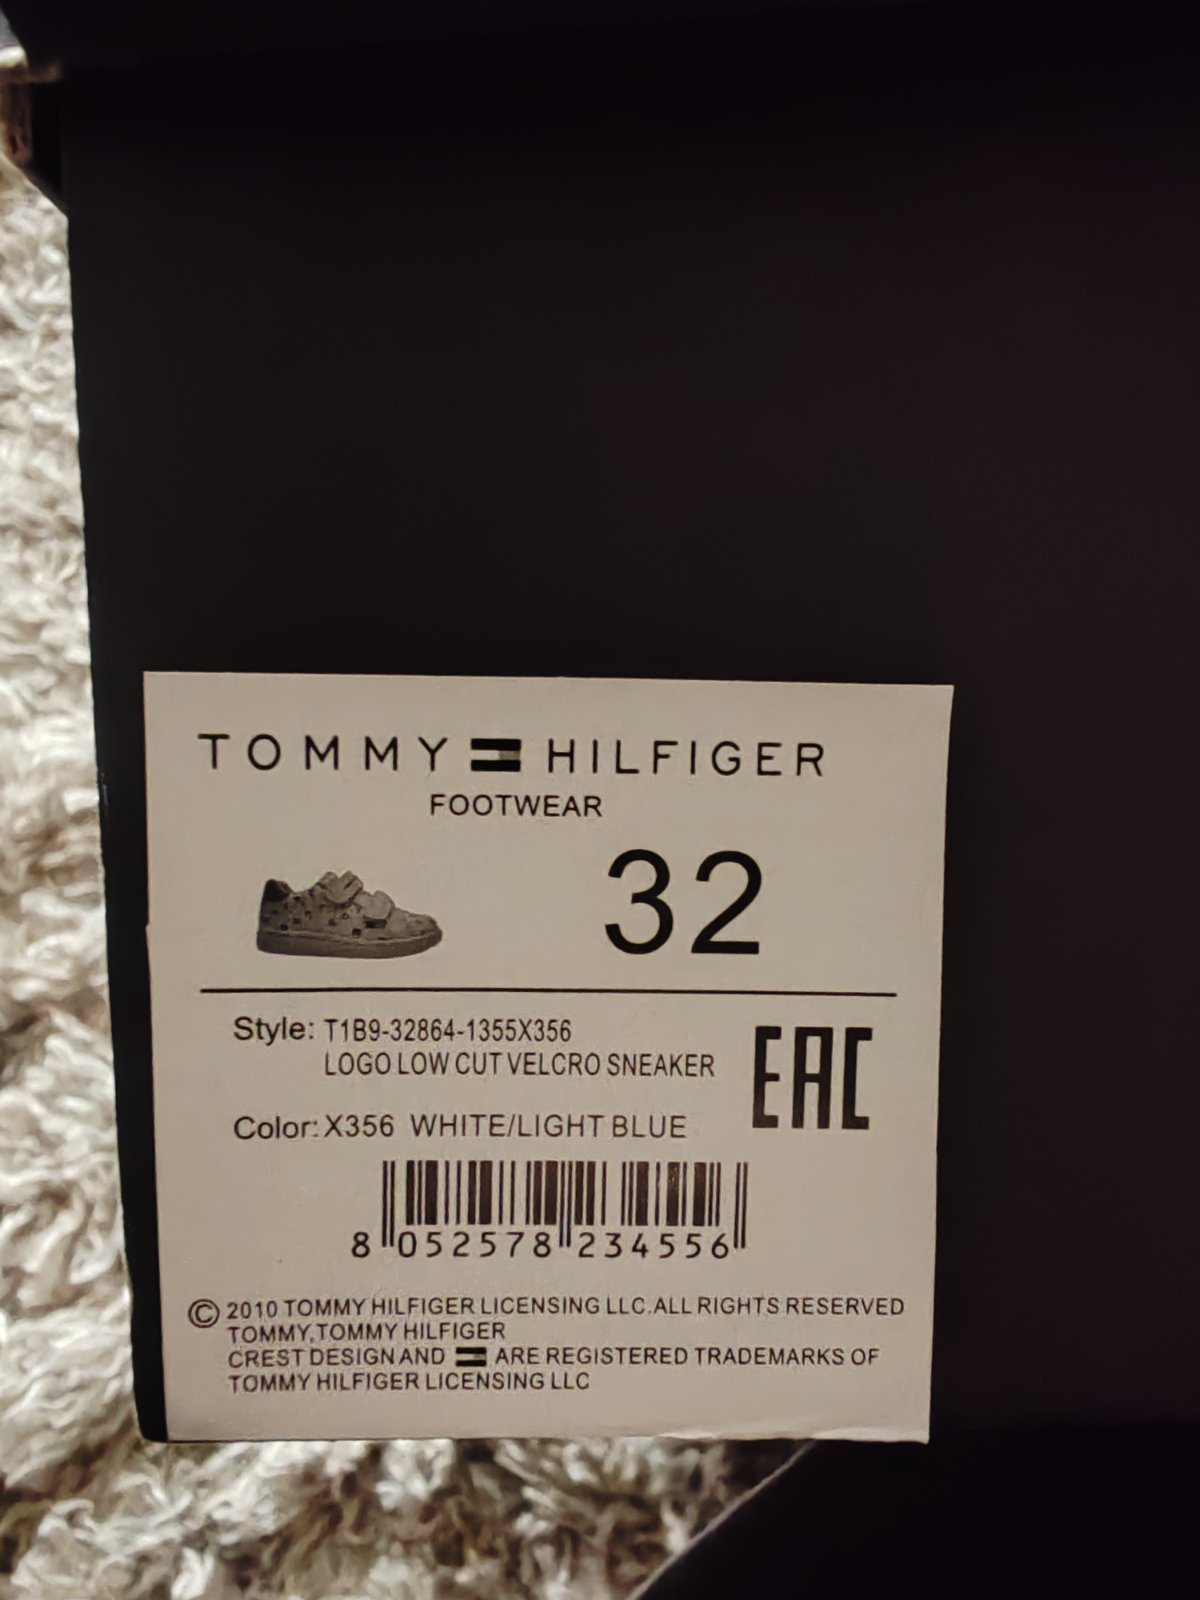 TOMMY HILFIGER
FOOTWEAR
32
Style: T1B9-32864-1355X356
LOGO LOW CUT VELCRO SNEAKER
EAC
Color: X356 WHITE/LIGHT BLUE
8 052578 234556
© 2010 TOMMY HILFIGER LICENSING LLC.ALL RIGHTS RESERVED
TOMMY,TOMMY HILFIGER
CREST DESIGN AND ARE REGISTERED TRADEMARKS OF
TOMMY HILFIGER LICENSING LLC